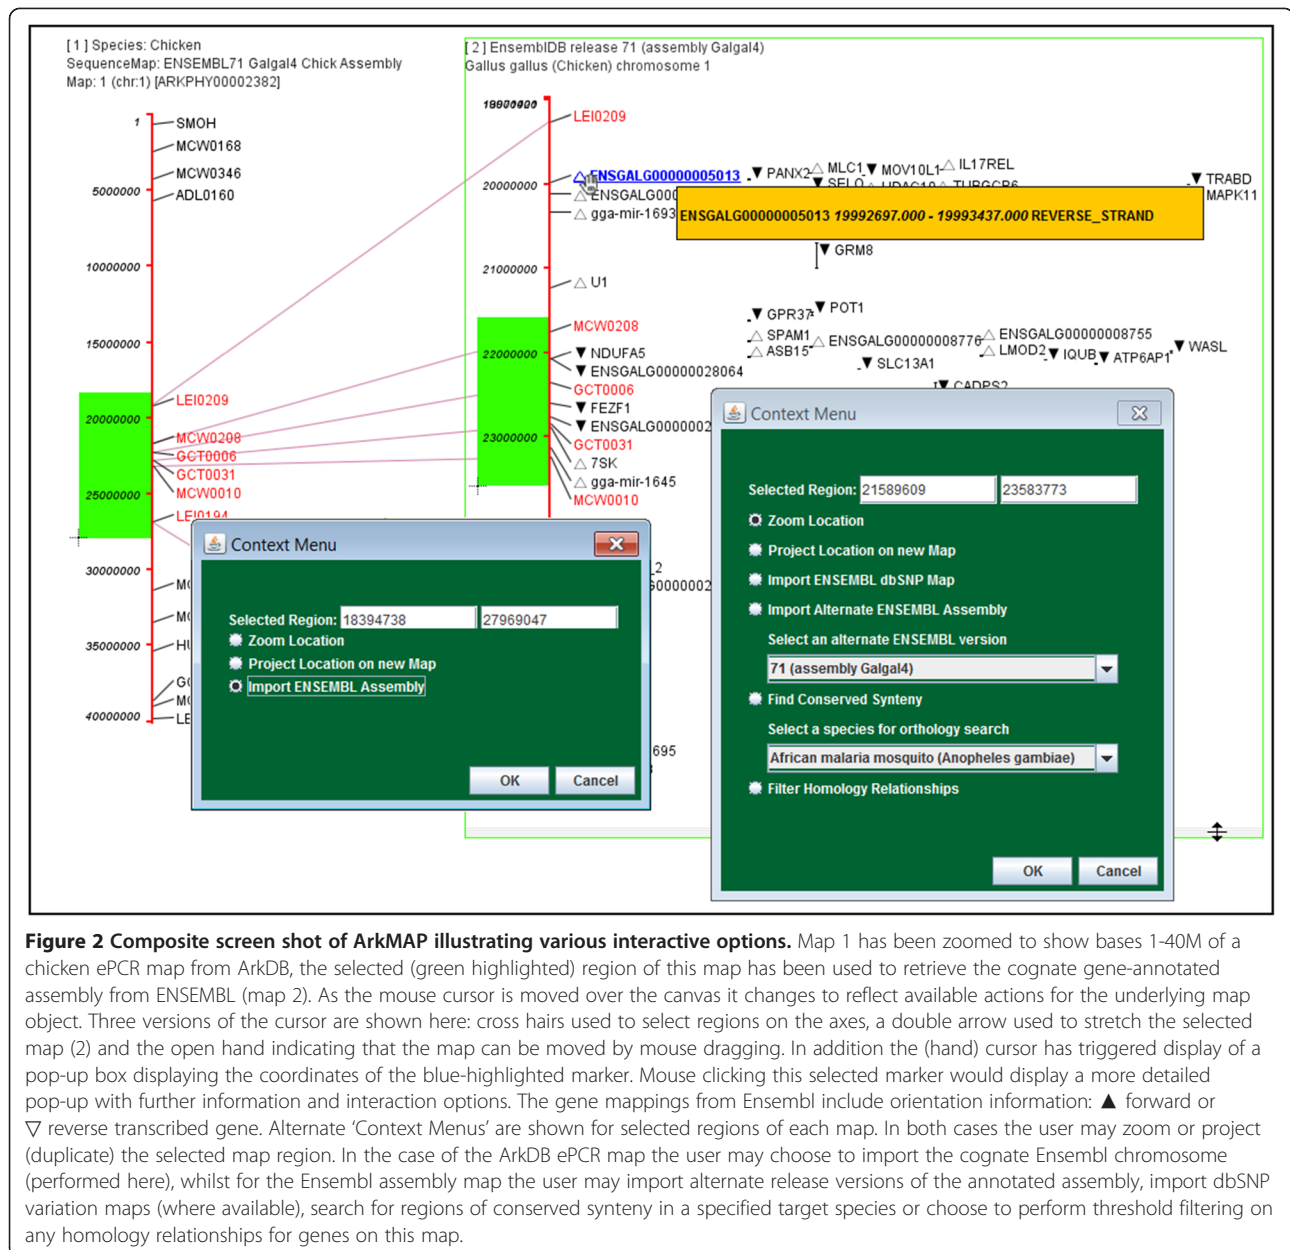 [ 1 ] Species: Chicken
SequenceMap: ENSEMBL71 Galgal4 Chick Assembly
Map: 1 (chr:1) [ARKPHY00002382]
1
SMOH
MCW0168
MCW0346
5000000
ADL0160
10000000
15000000
LEI0209
20000000
MCW0208
GCT0006
GCT0031
25000000
MCW0010
LEI0194
30000000
35000000
40000000
[ 2 ] EnsemblDB release 71 (assembly Galgal4)
Gallus gallus (Chicken) chromosome 1
LEI0209
ENSGALG00000005013
20000000
gga-mir-1693
PANX2
MLC1
MOV10L1
IL17REL
SELO
TUBGCP6
TRABD
MAPK11
ENSGALG00000005013 19992697.000 - 19993437.000 REVERSE_STRAND
GRM8
21000000
U1
GPR37
POT1
MCW0208
SPAM1
ENSGALG00000008776
ENSGALG00000008755
22000000
NDUFA5
ASB15
LMOD2
IQUB
ATP6AP1
WASL
ENSGALG00000028064
SLC13A1
GCT0006
CADPS2
FEZF1
23000000
GCT0031
7SK
gga-mir-1645
MCW0010
Context Menu
Selected Region: 18394738 27969047
Zoom Location
Project Location on new Map
Import ENSEMBL Assembly
OK Cancel
Context Menu
Selected Region: 21589609 23583773
Zoom Location
Project Location on new Map
Import ENSEMBL dbSNP Map
Import Alternate ENSEMBL Assembly
Select an alternate ENSEMBL version
71 (assembly Galgal4)
Find Conserved Synteny
Select a species for orthology search
African malaria mosquito (Anopheles gambiae)
Filter Homology Relationships
OK Cancel
Figure 2 Composite screen shot of ArkMAP illustrating various interactive options. Map 1 has been zoomed to show bases 1-40M of a
chicken ePCR map from ArkDB, the selected (green highlighted) region of this map has been used to retrieve the cognate gene-annotated
assembly from ENSEMBL (map 2). As the mouse cursor is moved over the canvas it changes to reflect available actions for the underlying map
object. Three versions of the cursor are shown here: cross hairs used to select regions on the axes, a double arrow used to stretch the selected
map (2) and the open hand indicating that the map can be moved by mouse dragging. In addition the (hand) cursor has triggered display of a
pop-up box displaying the coordinates of the blue-highlighted marker. Mouse clicking this selected marker would display a more detailed
pop-up with further information and interaction options. The gene mappings from Ensembl include orientation information: ▲ forward or
▽ reverse transcribed gene. Alternate ‘Context Menus’ are shown for selected regions of each map. In both cases the user may zoom or project
(duplicate) the selected map region. In the case of the ArkDB ePCR map the user may choose to import the cognate Ensembl chromosome
(performed here), whilst for the Ensembl assembly map the user may import alternate release versions of the annotated assembly, import dbSNP
variation maps (where available), search for regions of conserved synteny in a specified target species or choose to perform threshold filtering on
any homology relationships for genes on this map.